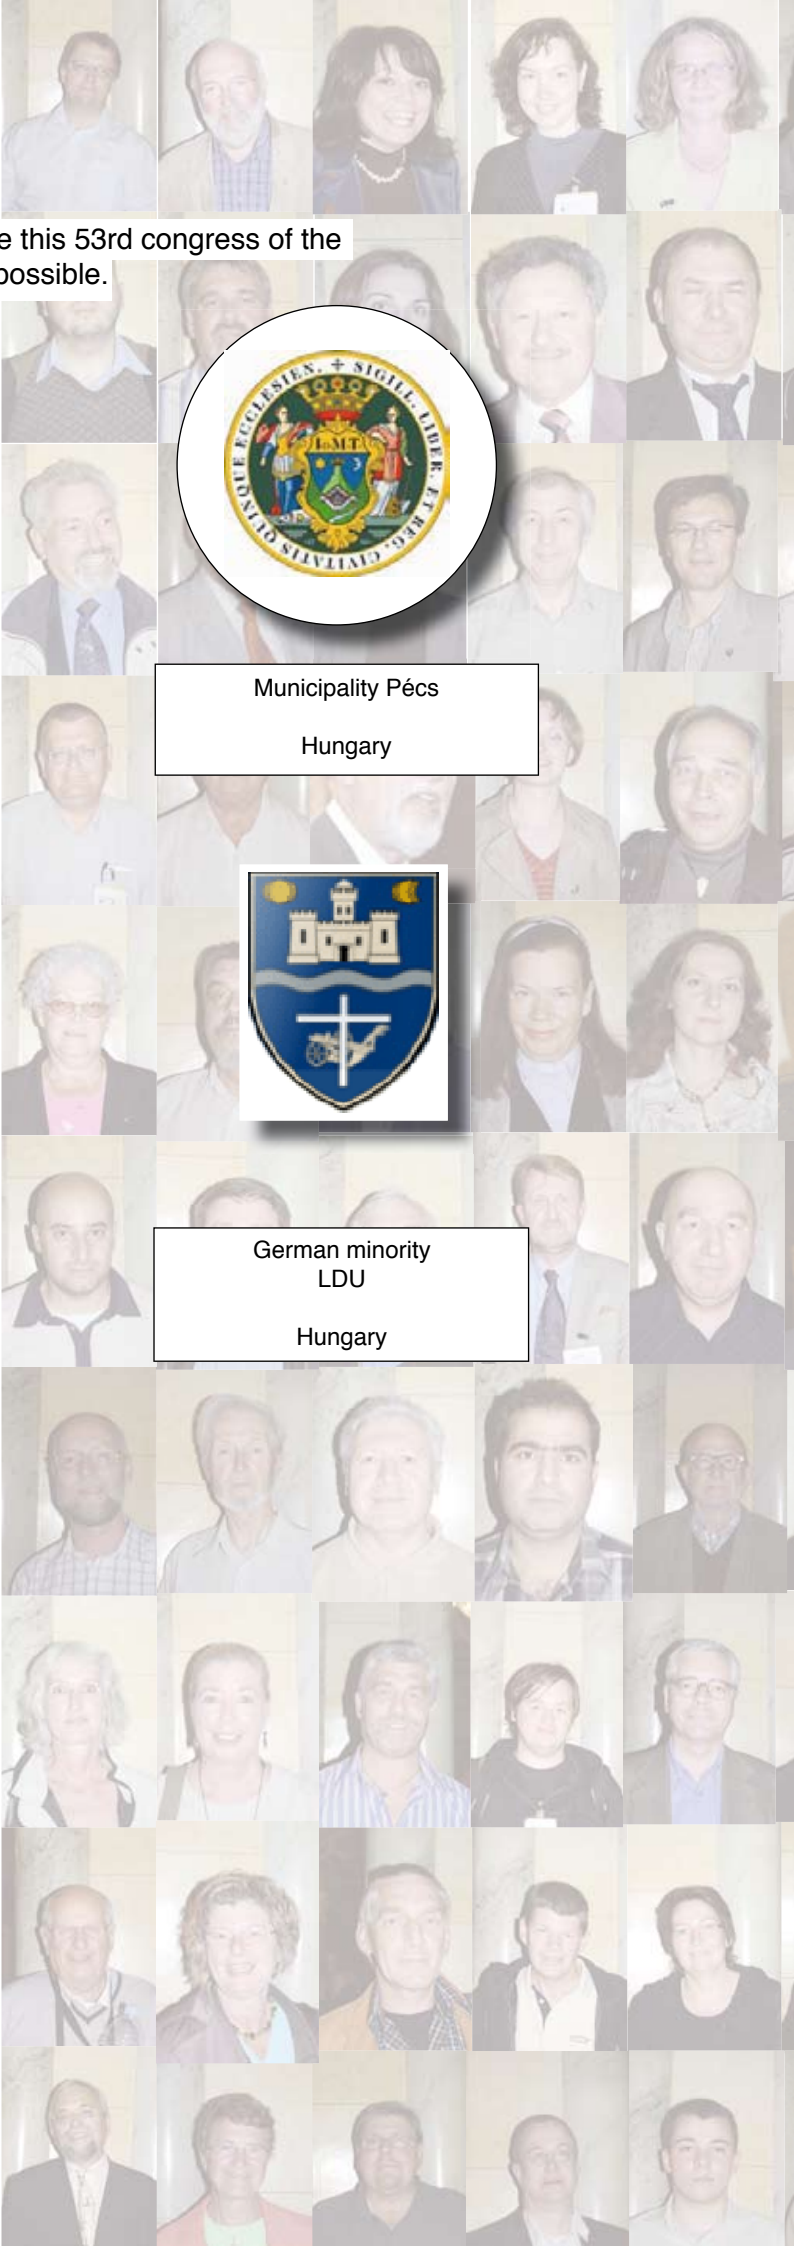 e this 53rd congress of the
possible.
SIGILL. LIBER. ET REG. CIVITATIS QUINQUE ECCLESIEN.
I.o.M.T.
Municipality Pécs
Hungary
German minority
LDU
Hungary